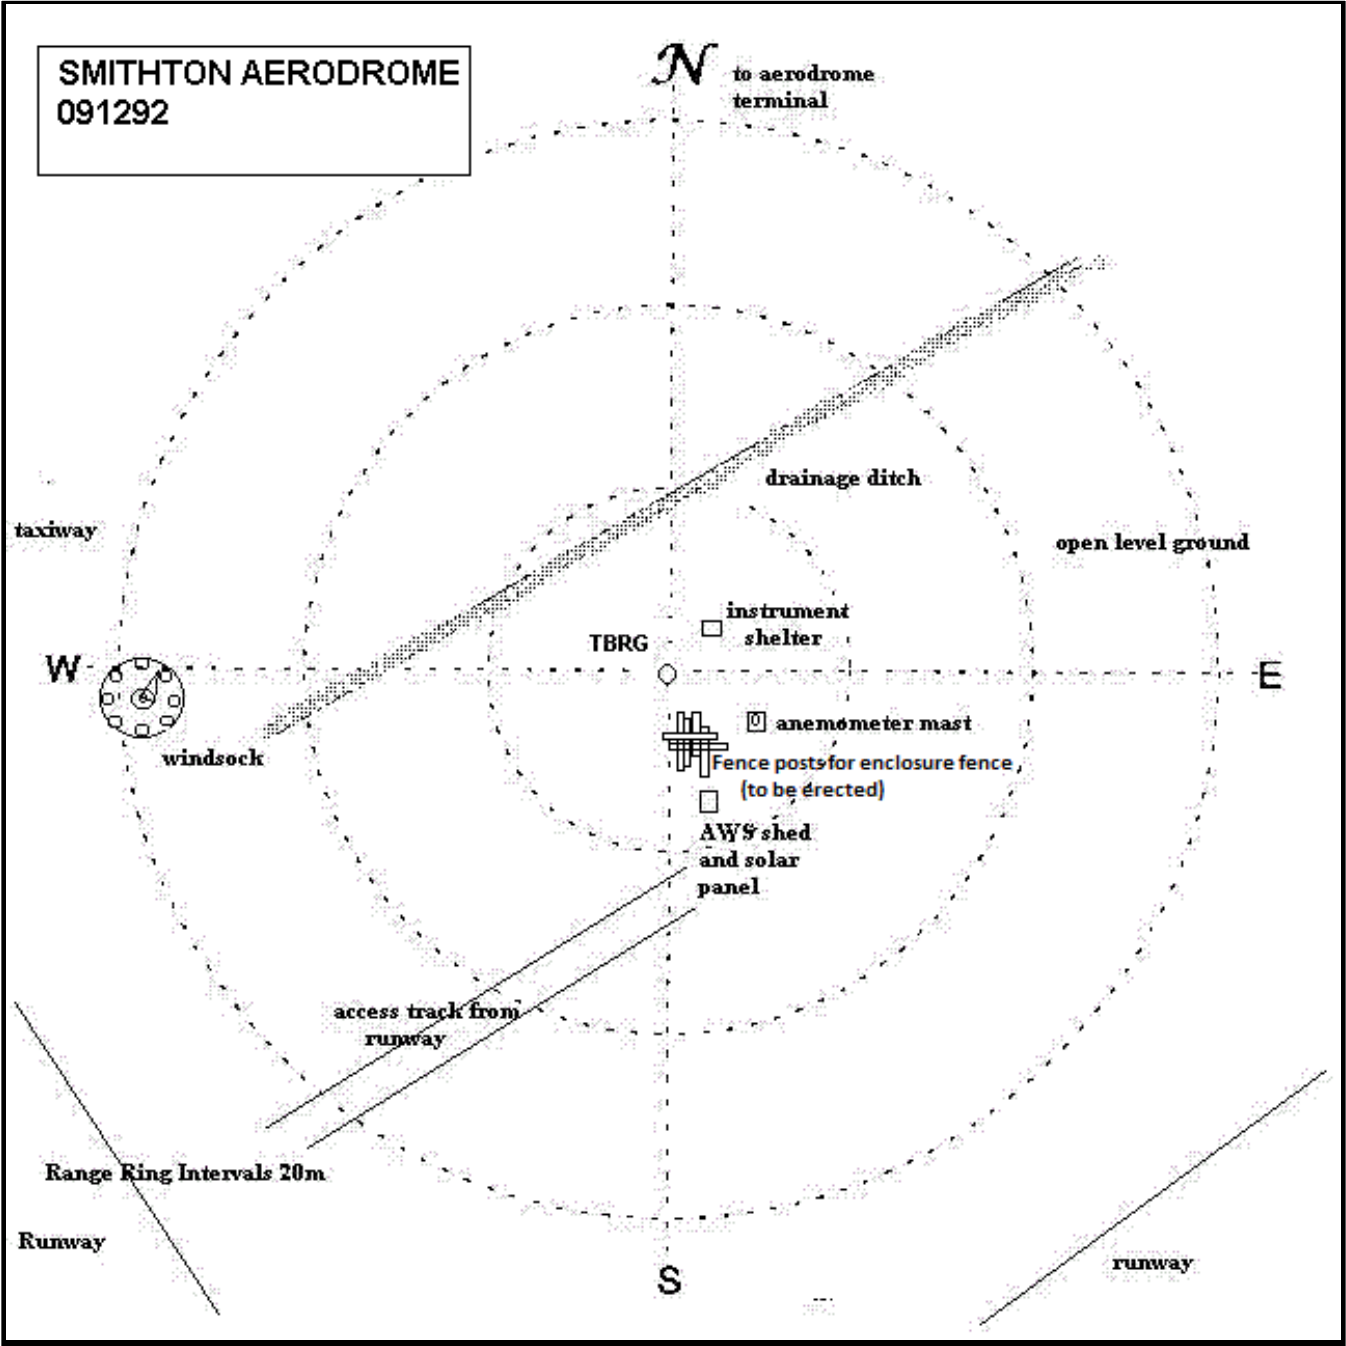 SMITHTON AERODROME
091292
N
to aerodrome
terminal
drainage ditch
taxiway
open level ground
instrument
shelter
TBRG
W
E
anemometer mast
windsock
Fence posts for enclosure fence
(to be erected)
AWS shed
and solar
panel
access track from
runway
Range Ring Intervals 20m
Runway
runway
S